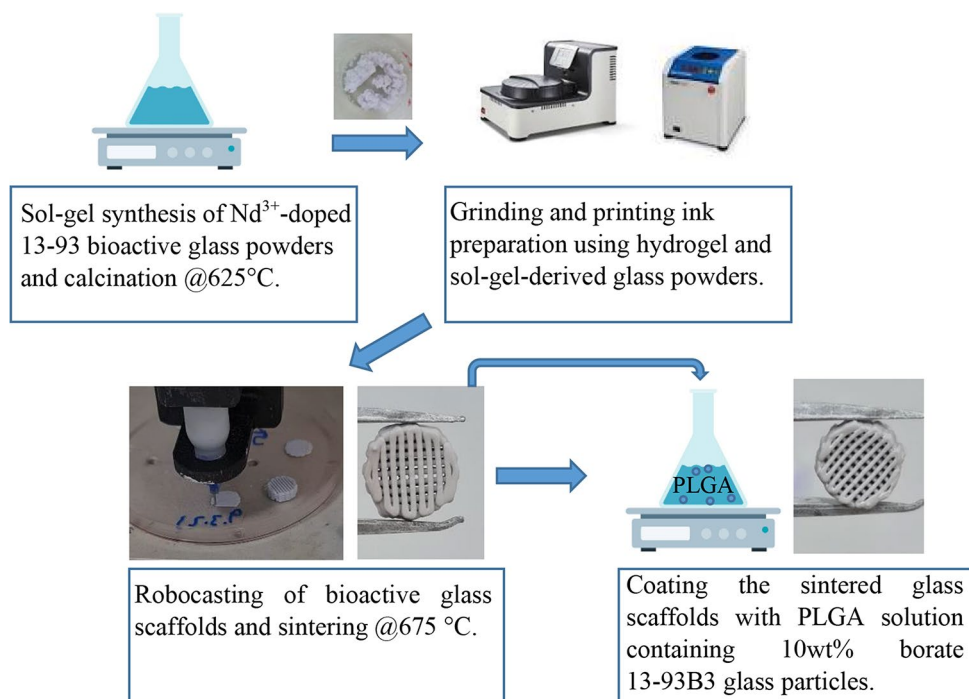 Sol-gel synthesis of Nd³⁺-doped
13-93 bioactive glass powders
and calcination @625°C.
Grinding and printing ink
preparation using hydrogel and
sol-gel-derived glass powders.
PLGA
Robocasting of bioactive glass
scaffolds and sintering @675 °C.
Coating the sintered glass
scaffolds with PLGA solution
containing 10wt% borate
13-93B3 glass particles.